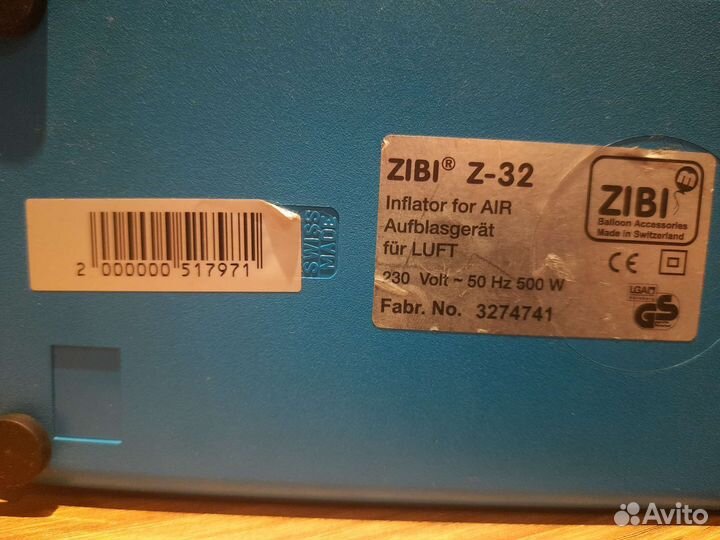 ZIBI® Z-32
Inflator for AIR
Aufblasgerät
für LUFT
230 Volt ~ 50 Hz 500 W
Fabr. No. 3274741
ZIBI
Balloon Accessories
Made in Switzerland
CE
LGA
GS
2 000000 517971
SWISS
MADE
Avito